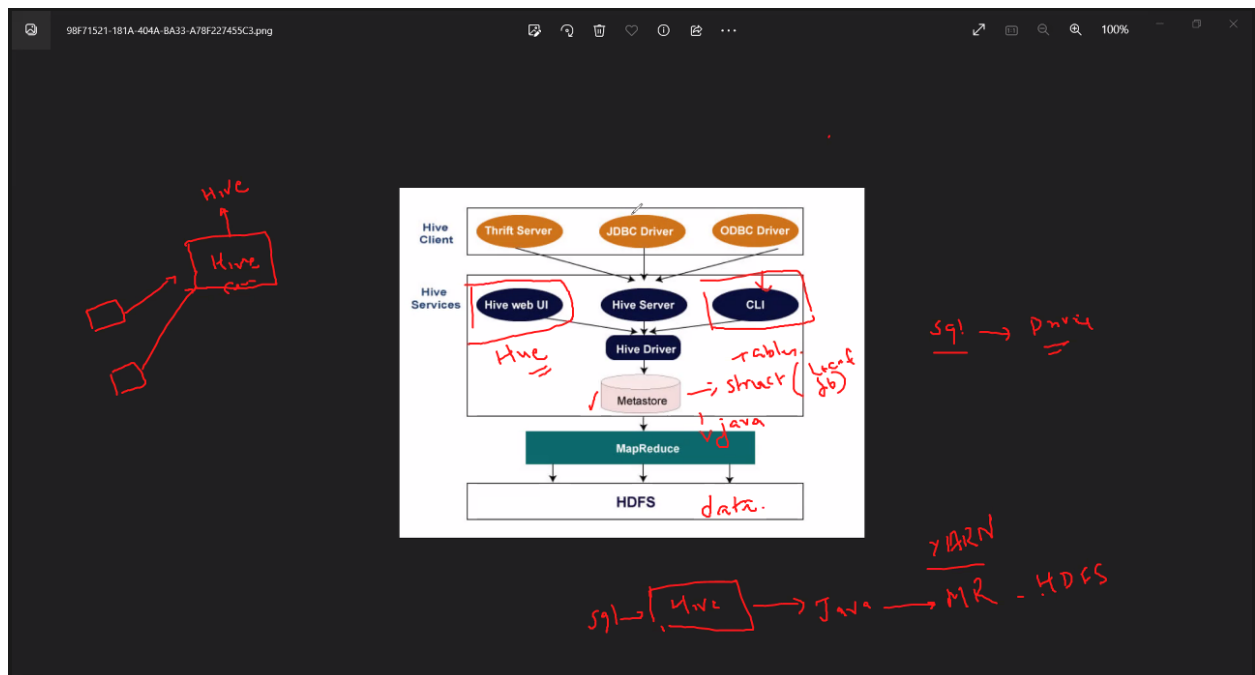 98F71521-181A-404A-BA33-A78F227455C3.png
100%
Hive
Hive
Hive Client
Thrift Server
JDBC Driver
ODBC Driver
Hive Services
Hive web UI
Hive Server
CLI
Hue
Hive Driver
Tables.
Metastore
struct (
db)
java
MapReduce
HDFS
data.
sql
YARN
sql
Hive
Java
MR - HDFS